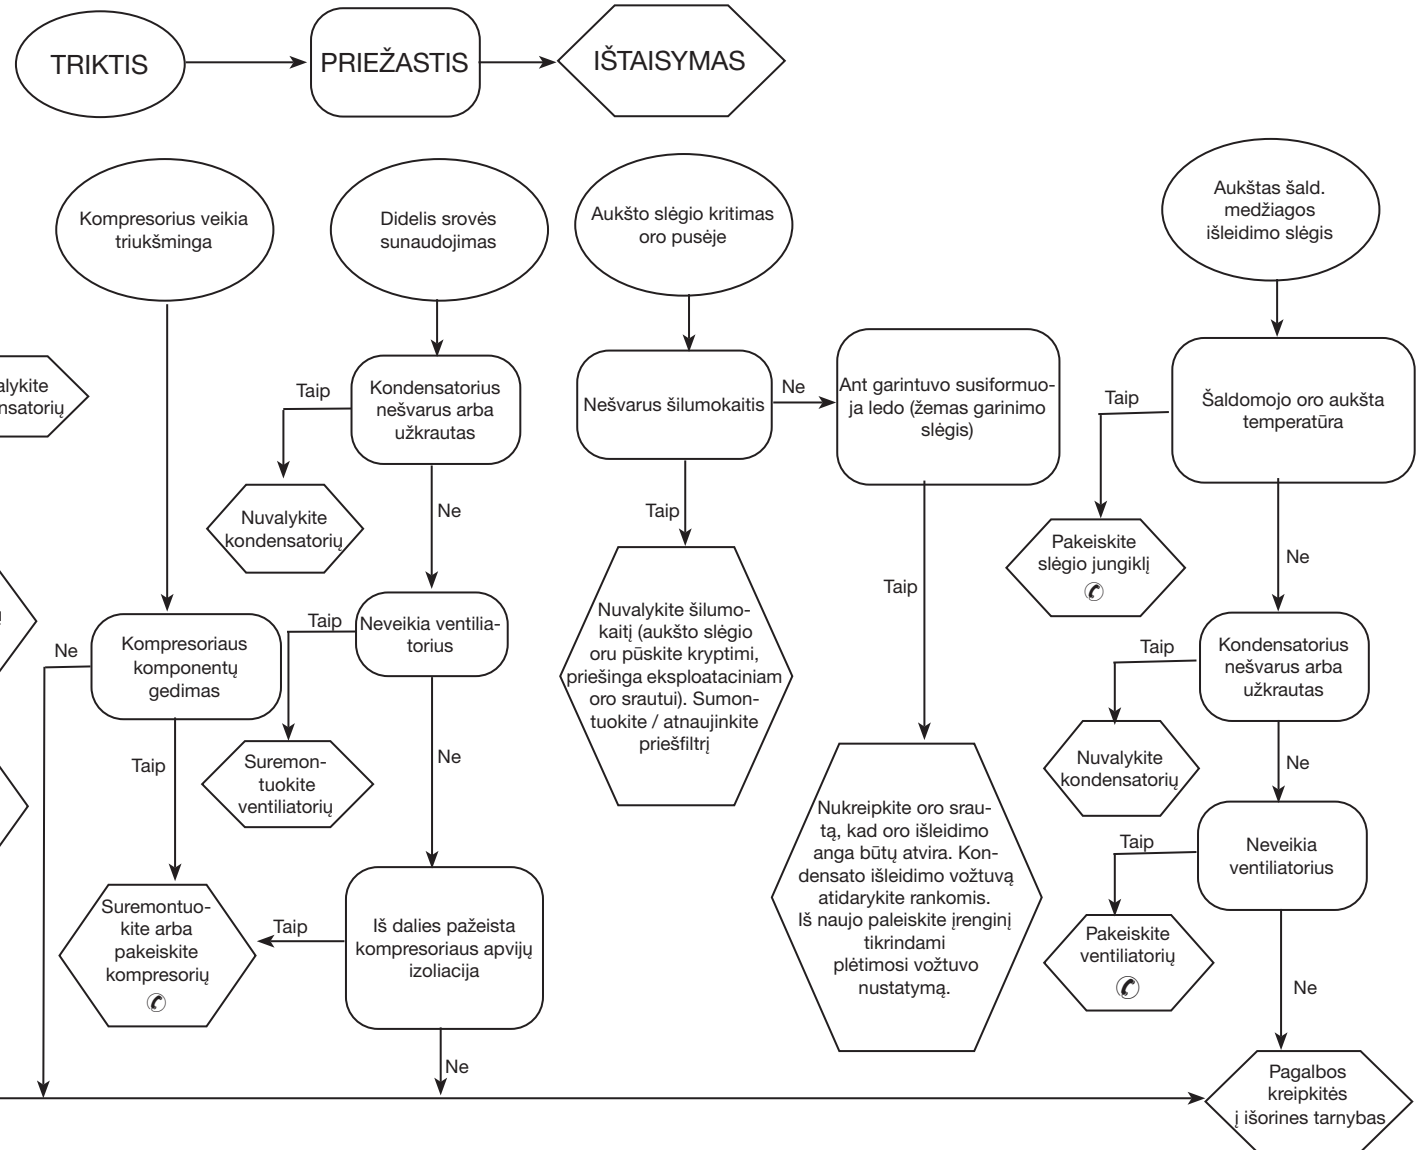 TRIKTIS
PRIEŽASTIS
IŠTAISYMAS
Kompresorius veikia
triukšminga
Didelis srovės
sunaudojimas
Aukšto slėgio kritimas
oro pusėje
Aukštas šald.
medžiagos
išleidimo slėgis
alykite
nsatorių
Taip
Kondensatorius
nešvarus arba
užkrautas
Nešvarus šilumokaitis
Ne
Ant garintuvo susiformuo-
ja ledo (žemas garinimo
slėgis)
Taip
Šaldomojo oro aukšta
temperatūra
Nuvalykite
kondensatorių
Ne
Taip
Pakeiskite
slėgio jungiklį
Ne
Taip
Nuvalykite šilumo-
kaitį (aukšto slėgio
oru pūskite kryptimi,
priešinga eksploataciniam
oro srautui). Sumon-
tuokite / atnaujinkite
priešfiltrį
Taip
Neveikia ventilia-
torius
Ne
Kompresoriaus
komponentų
gedimas
Taip
Kondensatorius
nešvarus arba
užkrautas
Taip
Suremon-
tuokite
ventiliatorių
Ne
Nuvalykite
kondensatorių
Ne
Nukreipkite oro srau-
tą, kad oro išleidimo
anga būtų atvira. Kon-
densato išleidimo vožtuvą
atidarykite rankomis.
Iš naujo paleiskite įrenginį
tikrindami
plėtimosi vožtuvo
nustatymą.
Taip
Neveikia
ventiliatorius
Suremontuo-
kite arba
pakeiskite
kompresorių
Taip
Iš dalies pažeista
kompresoriaus apvijų
izoliacija
Pakeiskite
ventiliatorių
Ne
Ne
Pagalbos
kreipkitės
į išorines tarnybas